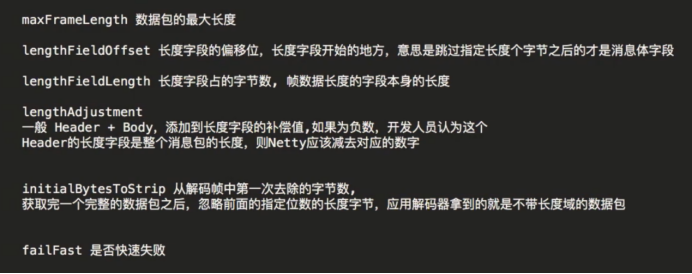 maxFrameLength 数据包的最大长度
lengthFieldOffset 长度字段的偏移位，长度字段开始的地方，意思是跳过指定长度个字节之后的才是消息体字段
lengthFieldLength 长度字段占的字节数, 帧数据长度的字段本身的长度
lengthAdjustment
一般 Header + Body，添加到长度字段的补偿值,如果为负数，开发人员认为这个
Header的长度字段是整个消息包的长度，则Netty应该减去对应的数字
initialBytesToStrip 从解码帧中第一次去除的字节数,
获取完一个完整的数据包之后，忽略前面的指定位数的长度字节，应用解码器拿到的就是不带长度域的数据包
failFast 是否快速失败